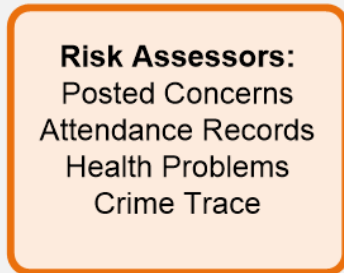 Risk Assessors:
Posted Concerns
Attendance Records
Health Problems
Crime Trace